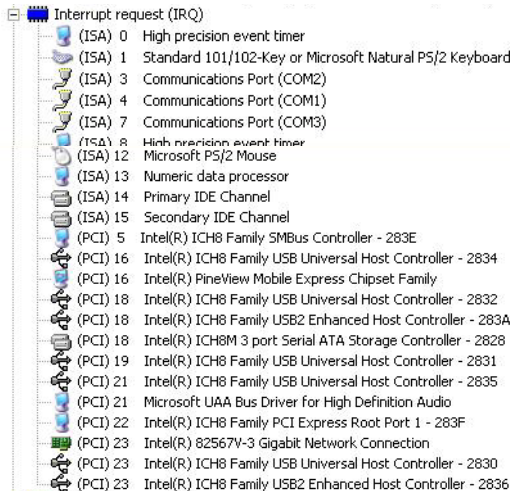 Interrupt request (IRQ)
(ISA) 0 High precision event timer
(ISA) 1 Standard 101/102-Key or Microsoft Natural PS/2 Keyboard
(ISA) 3 Communications Port (COM2)
(ISA) 4 Communications Port (COM1)
(ISA) 7 Communications Port (COM3)
(ISA) 8 High precision event timer
(ISA) 12 Microsoft PS/2 Mouse
(ISA) 13 Numeric data processor
(ISA) 14 Primary IDE Channel
(ISA) 15 Secondary IDE Channel
(PCI) 5 Intel(R) ICH8 Family SMBus Controller - 283E
(PCI) 16 Intel(R) ICH8 Family USB Universal Host Controller - 2834
(PCI) 16 Intel(R) PineView Mobile Express Chipset Family
(PCI) 18 Intel(R) ICH8 Family USB Universal Host Controller - 2832
(PCI) 18 Intel(R) ICH8 Family USB2 Enhanced Host Controller - 283A
(PCI) 18 Intel(R) ICH8M 3 port Serial ATA Storage Controller - 2828
(PCI) 19 Intel(R) ICH8 Family USB Universal Host Controller - 2831
(PCI) 21 Intel(R) ICH8 Family USB Universal Host Controller - 2835
(PCI) 21 Microsoft UAA Bus Driver for High Definition Audio
(PCI) 22 Intel(R) ICH8 Family PCI Express Root Port 1 - 283F
(PCI) 23 Intel(R) 82567V-3 Gigabit Network Connection
(PCI) 23 Intel(R) ICH8 Family USB Universal Host Controller - 2830
(PCI) 23 Intel(R) ICH8 Family USB2 Enhanced Host Controller - 2836